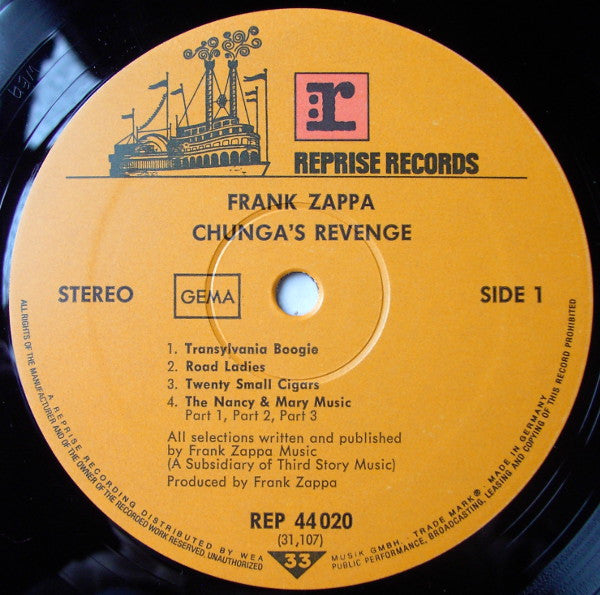 r
REPRISE RECORDS
FRANK ZAPPA
CHUNGA'S REVENGE
STEREO
GEMA
SIDE 1
1. Transylvania Boogie
2. Road Ladies
3. Twenty Small Cigars
4. The Nancy & Mary Music
Part 1, Part 2, Part 3
All selections written and published
by Frank Zappa Music
(A Subsidiary of Third Story Music)
Produced by Frank Zappa
REP 44 020
(31,107)
33
ALL RIGHTS OF THE MANUFACTURER AND OF THE OWNER OF THE RECORDED WORK RESERVED. UNAUTHORIZED PUBLIC PERFORMANCE, BROADCASTING, LEASING AND COPYING OF THIS RECORD PROHIBITED
A REPRISE RECORDING DISTRIBUTED BY WEA MUSIK GMBH. TRADE MARK® . MADE IN GERMANY